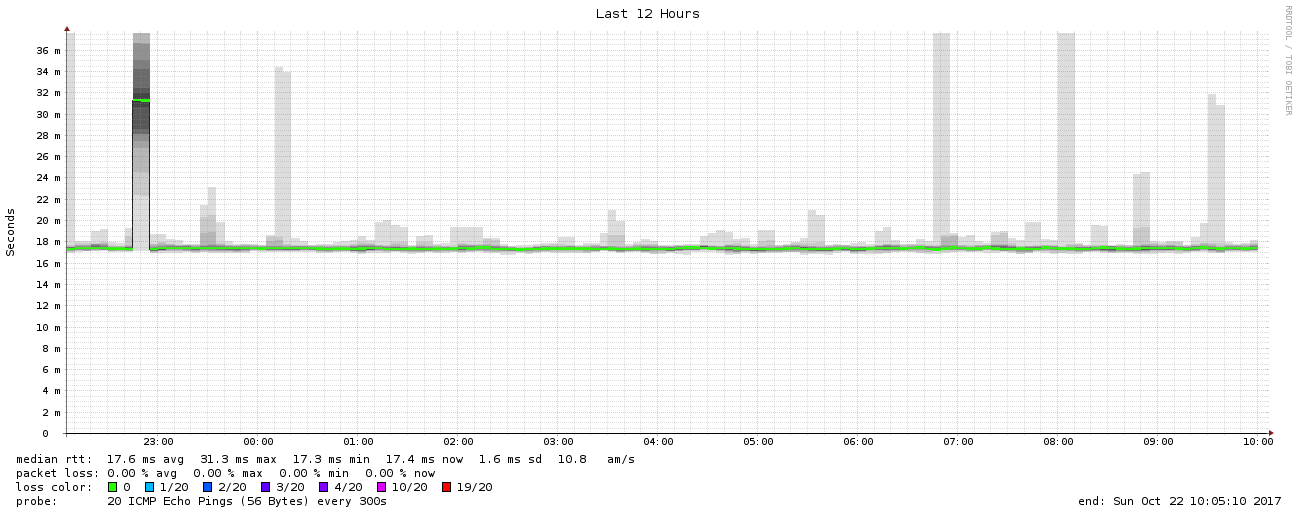 Last 12 Hours
RRDTOOL / TOBI OETIKER
Seconds
36 m
34 m
32 m
30 m
28 m
26 m
24 m
22 m
20 m
18 m
16 m
14 m
12 m
10 m
8 m
6 m
4 m
2 m
0
23:00 00:00 01:00 02:00 03:00 04:00 05:00 06:00 07:00 08:00 09:00 10:00
median rtt: 17.6 ms avg 31.3 ms max 17.3 ms min 17.4 ms now 1.6 ms sd 10.8 am/s
packet loss: 0.00 % avg 0.00 % max 0.00 % min 0.00 % now
loss color: 0 1/20 2/20 3/20 4/20 10/20 19/20
probe: 20 ICMP Echo Pings (56 Bytes) every 300s end: Sun Oct 22 10:05:10 2017